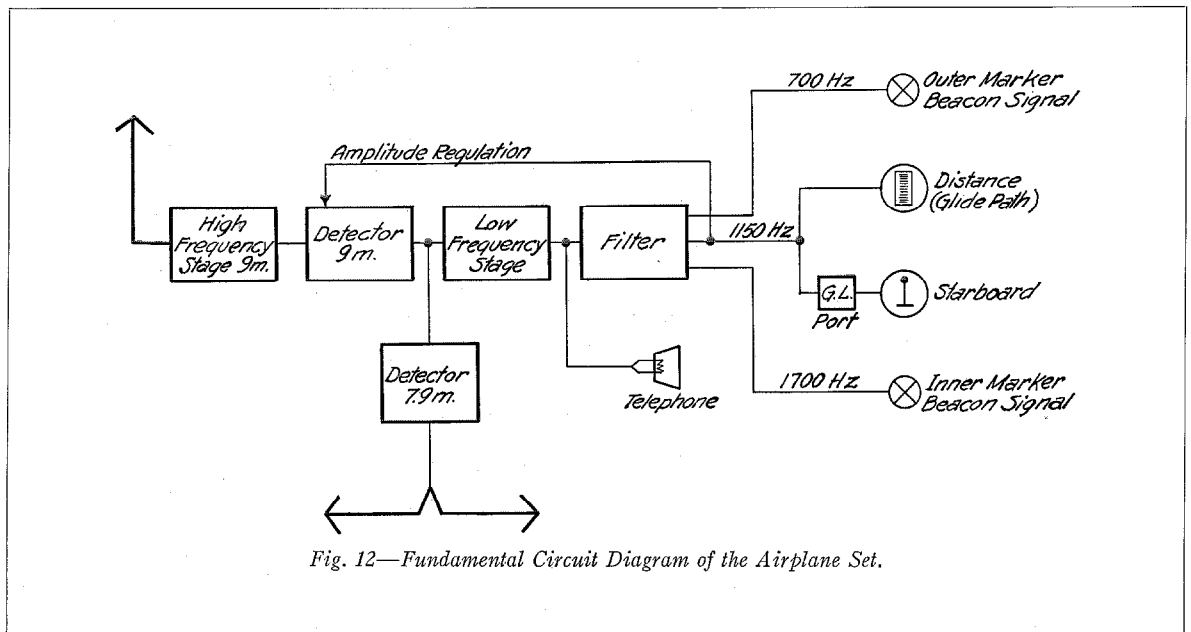 700 Hz
Outer Marker
Beacon Signal
Amplitude Regulation
Distance
(Glide Path)
High
Frequency
Stage 9m.
Detector
9m.
Low
Frequency
Stage
Filter
1150 Hz
G.L.
Port
Starboard
Detector
7.9m.
Telephone
1700 Hz
Inner Marker
Beacon Signal
Fig. 12—Fundamental Circuit Diagram of the Airplane Set.